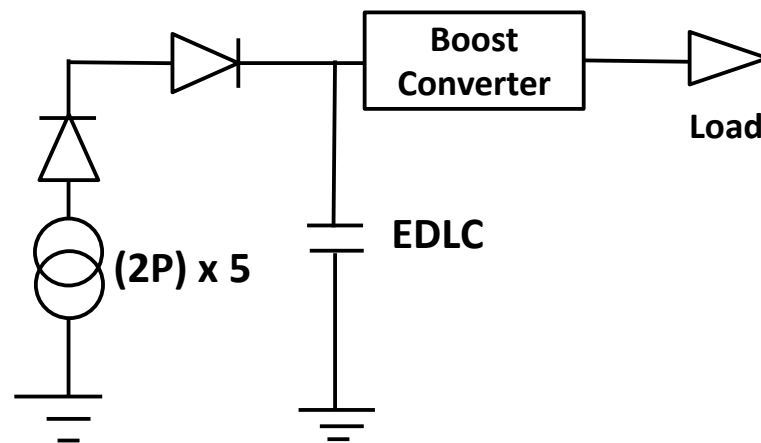 Boost
Converter
Load
EDLC
(2P) x 5